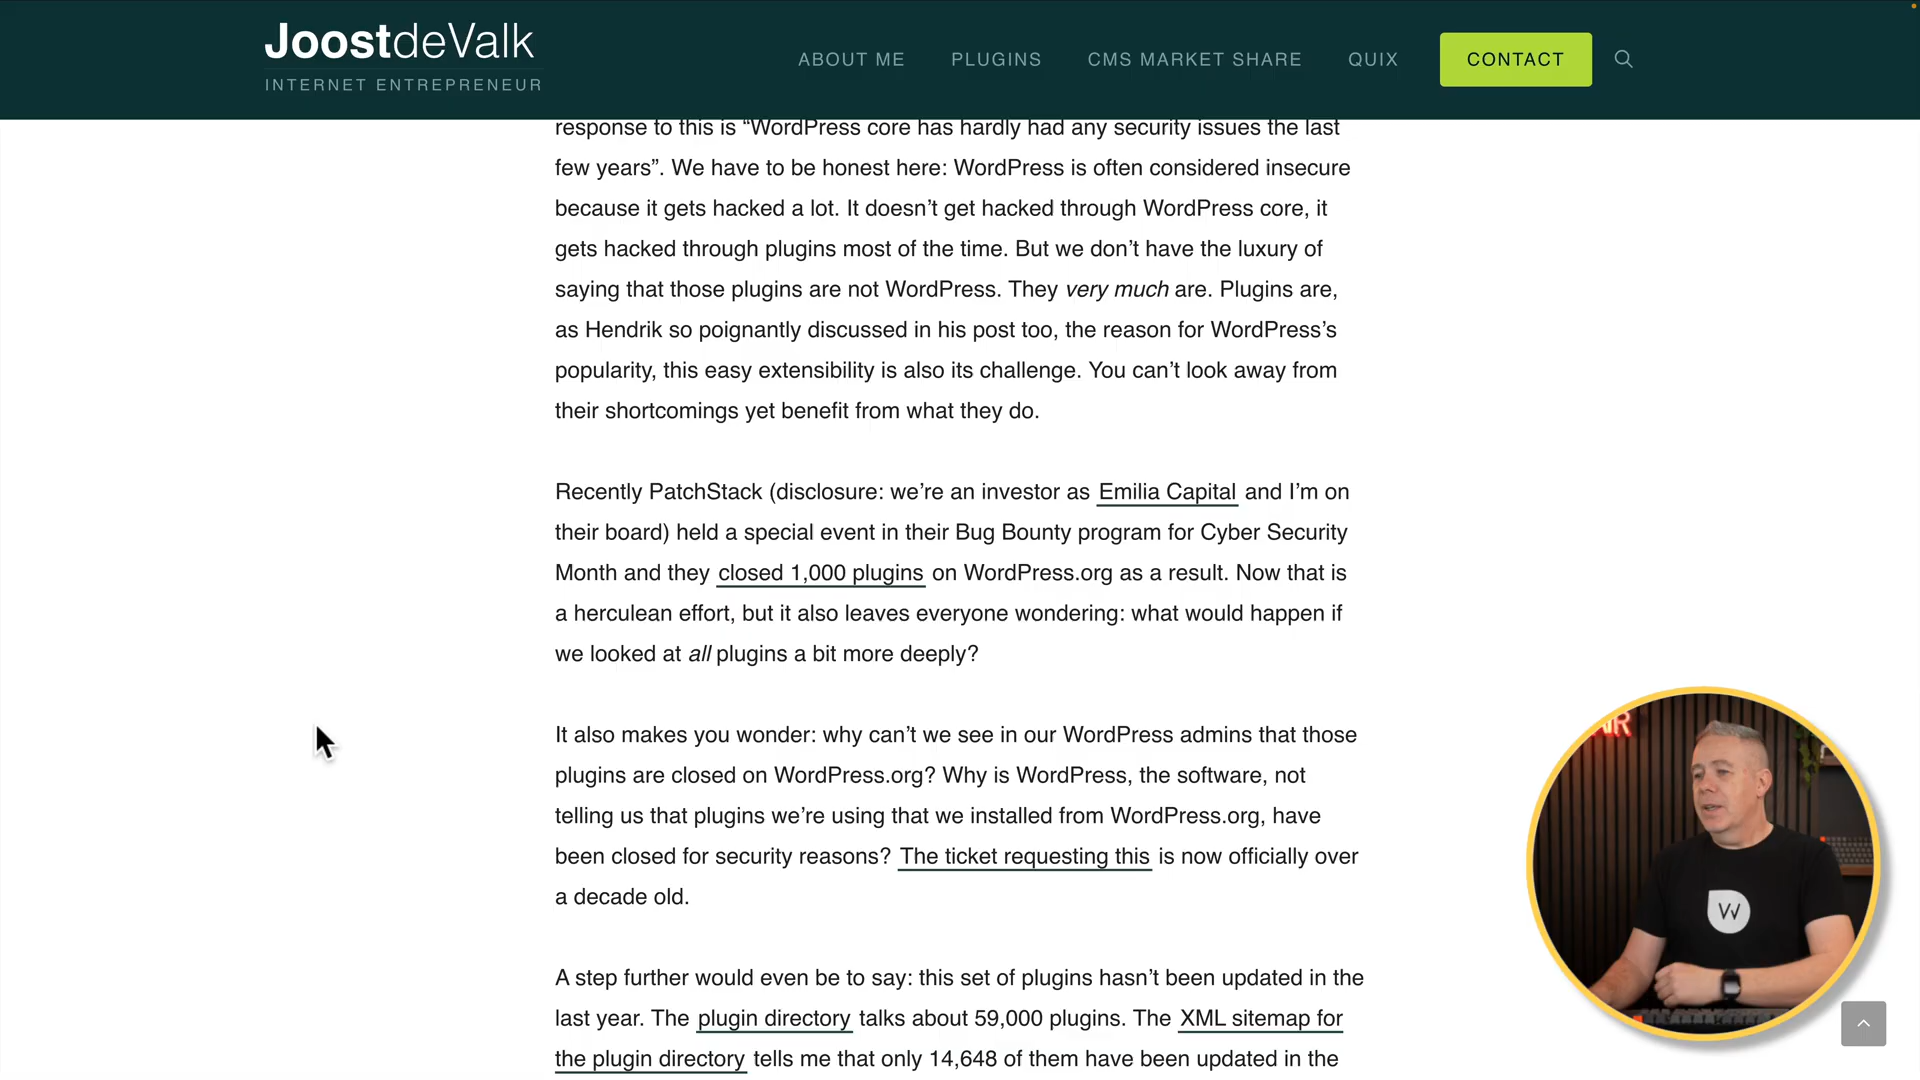 JoostdeValk
INTERNET ENTREPRENEUR
ABOUT ME
PLUGINS
CMS MARKET SHARE
QUIX
CONTACT
response to this is “WordPress core has hardly had any security issues the last
few years”. We have to be honest here: WordPress is often considered insecure
because it gets hacked a lot. It doesn’t get hacked through WordPress core, it
gets hacked through plugins most of the time. But we don’t have the luxury of
saying that those plugins are not WordPress. They very much are. Plugins are,
as Hendrik so poignantly discussed in his post too, the reason for WordPress’s
popularity, this easy extensibility is also its challenge. You can’t look away from
their shortcomings yet benefit from what they do.
Recently PatchStack (disclosure: we’re an investor as Emilia Capital and I’m on
their board) held a special event in their Bug Bounty program for Cyber Security
Month and they closed 1,000 plugins on WordPress.org as a result. Now that is
a herculean effort, but it also leaves everyone wondering: what would happen if
we looked at all plugins a bit more deeply?
It also makes you wonder: why can’t we see in our WordPress admins that those
plugins are closed on WordPress.org? Why is WordPress, the software, not
telling us that plugins we’re using that we installed from WordPress.org, have
been closed for security reasons? The ticket requesting this is now officially over
a decade old.
A step further would even be to say: this set of plugins hasn’t been updated in the
last year. The plugin directory talks about 59,000 plugins. The XML sitemap for
the plugin directory tells me that only 14,648 of them have been updated in the
AIR
W